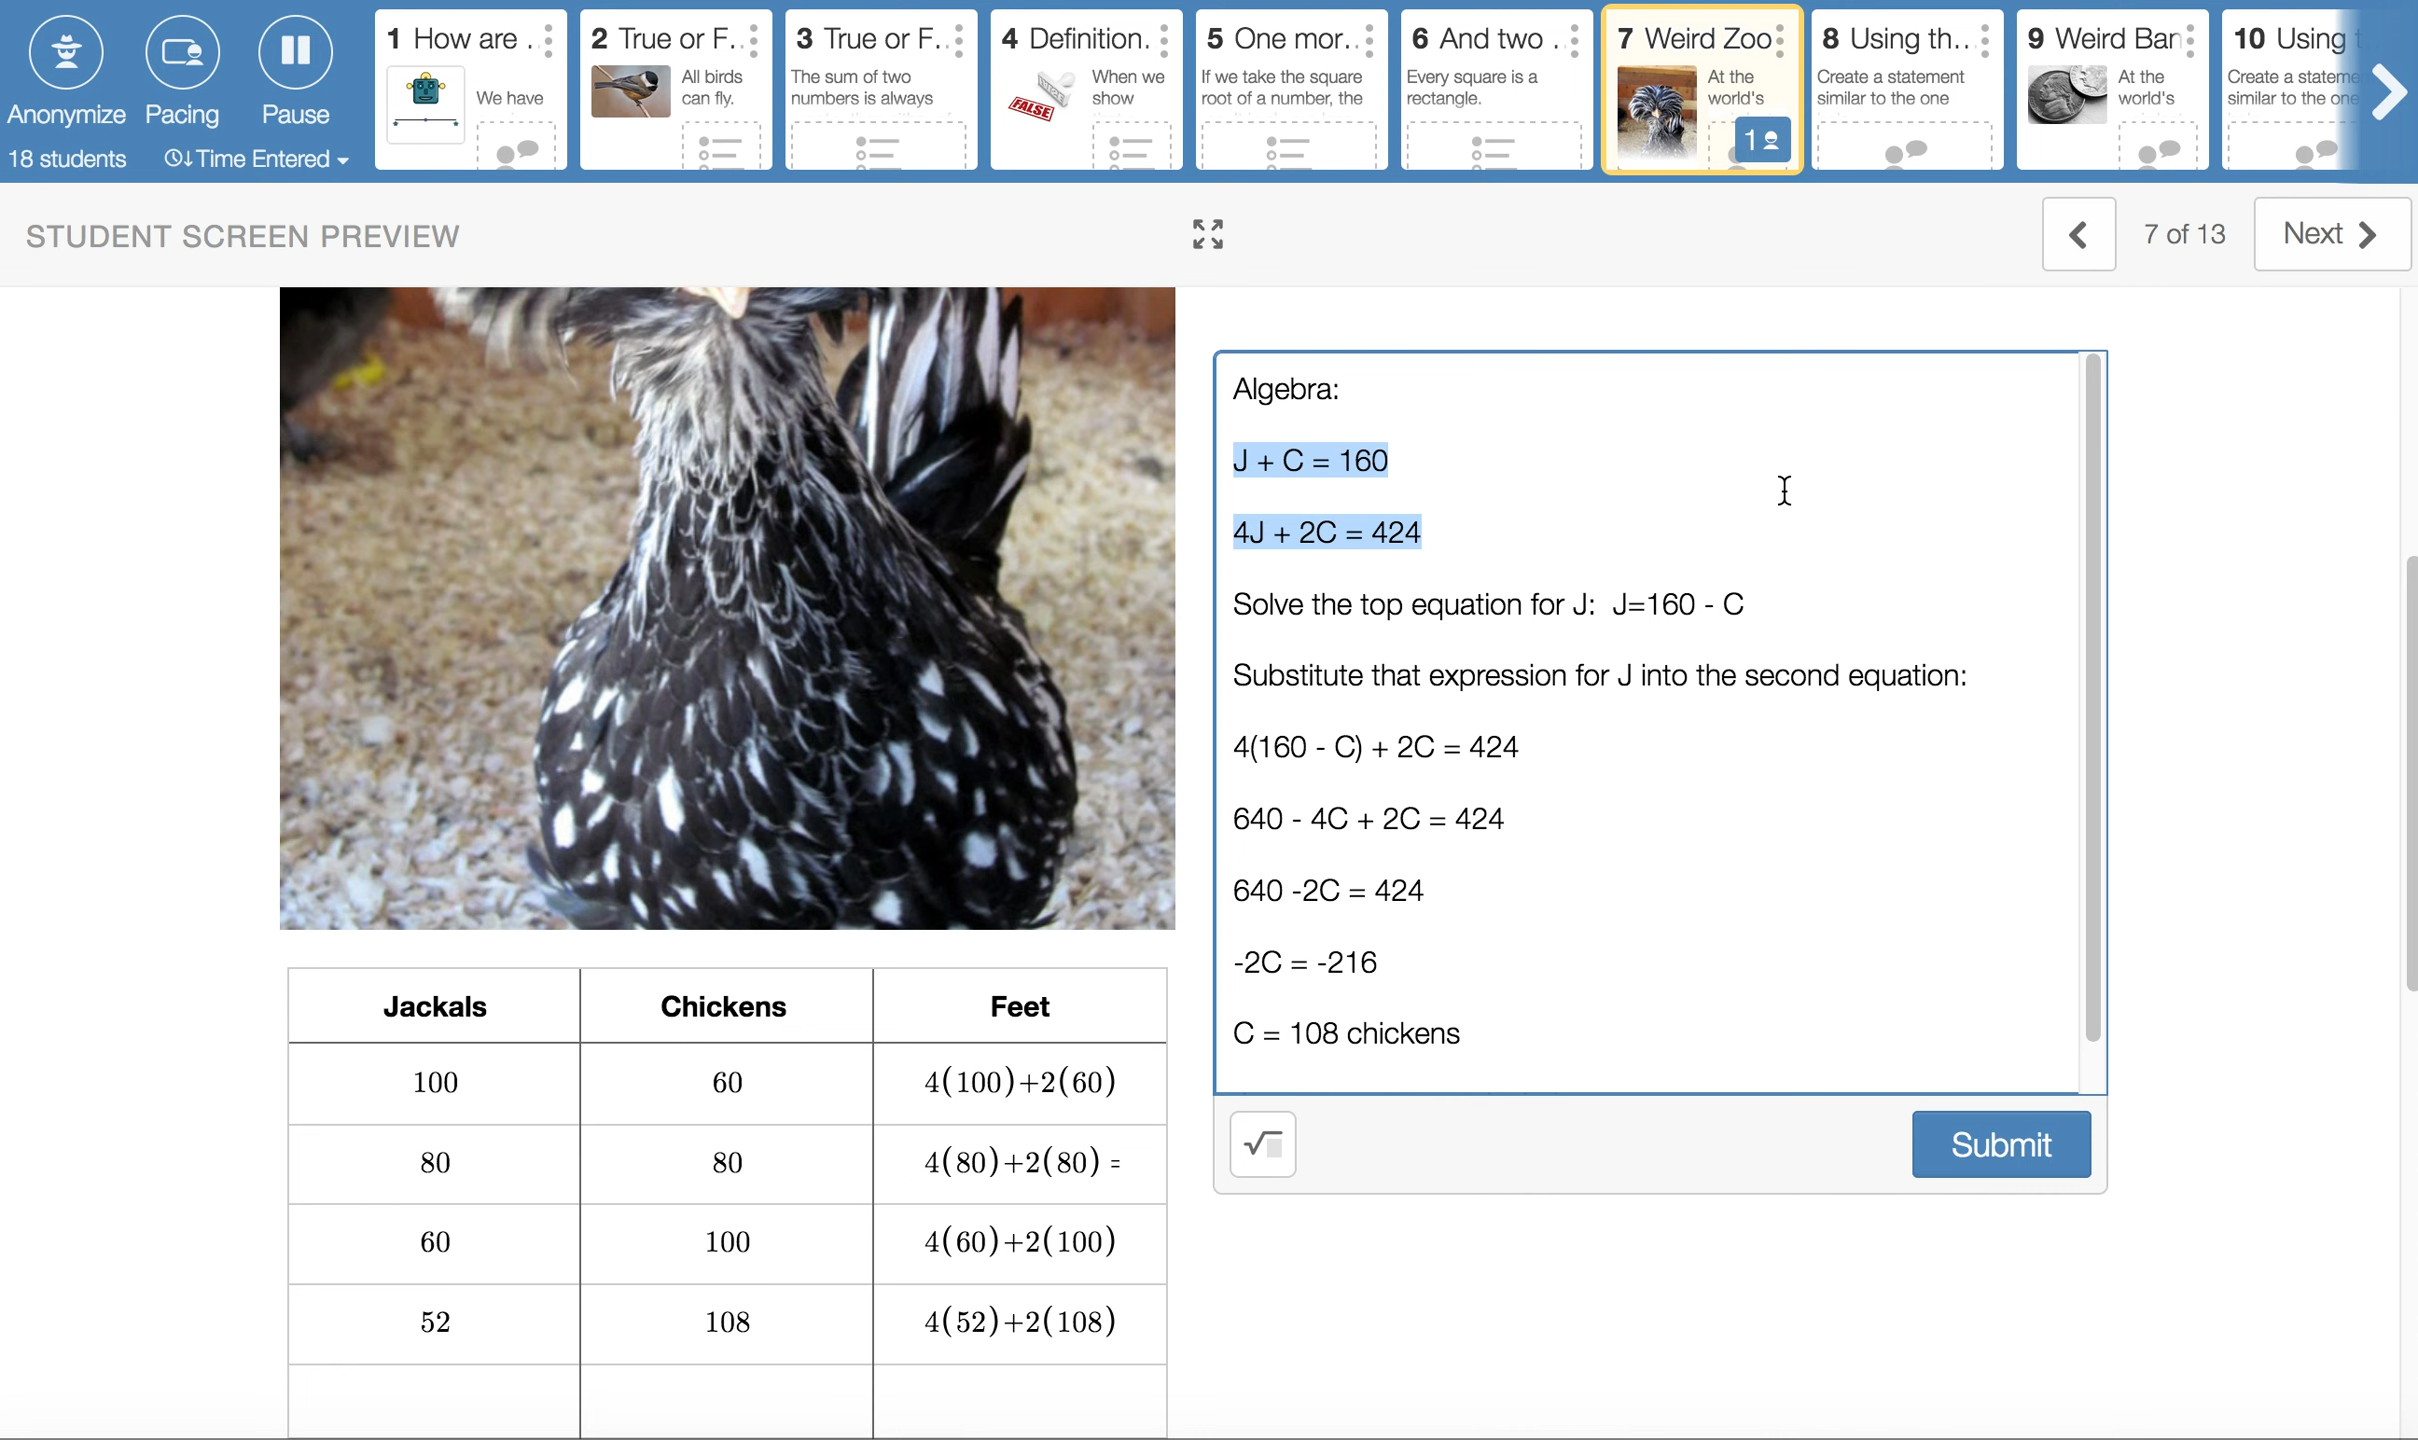 Anonymize
Pacing
Pause
18 students
Time Entered
1 How are ..
We have
2 True or F...
All birds
can fly.
3 True or F...
The sum of two
numbers is always
4 Definition.
FALSE
When we
show
5 One mor...
If we take the square
root of a number, the
6 And two ..
Every square is a
rectangle.
7 Weird Zoo
At the
world's
1
8 Using th...
Create a statement
similar to the one
9 Weird Ban
At the
world's
10 Using t
Create a stateme
similar to the one
STUDENT SCREEN PREVIEW
7 of 13
Next
Algebra:
J + C = 160
4J + 2C = 424
Solve the top equation for J:  J=160 - C
Substitute that expression for J into the second equation:
4(160 - C) + 2C = 424
640 - 4C + 2C = 424
640 -2C = 424
-2C = -216
C = 108 chickens
√
Submit
Jackals Chickens Feet
100 60 4(100)+2(60)
80 80 4(80)+2(80) =
60 100 4(60)+2(100)
52 108 4(52)+2(108)